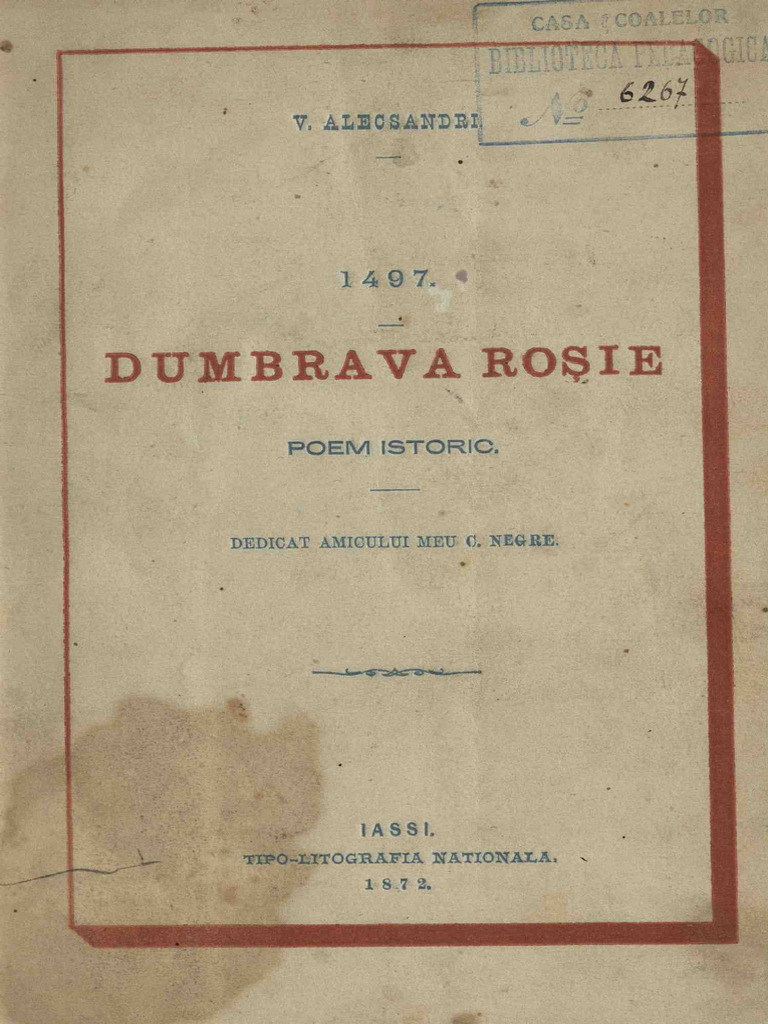 CASA ȘCOALELOR
BIBLIOTECA PEDAGOGICA
No 6267
V. ALECSANDRI.
1497.
DUMBRAVA ROȘIE
POEM ISTORIC.
DEDICAT AMICULUI MEU C. NEGRE.
IASSI.
TIPO-LITOGRAFIA NATIONALA.
1872.